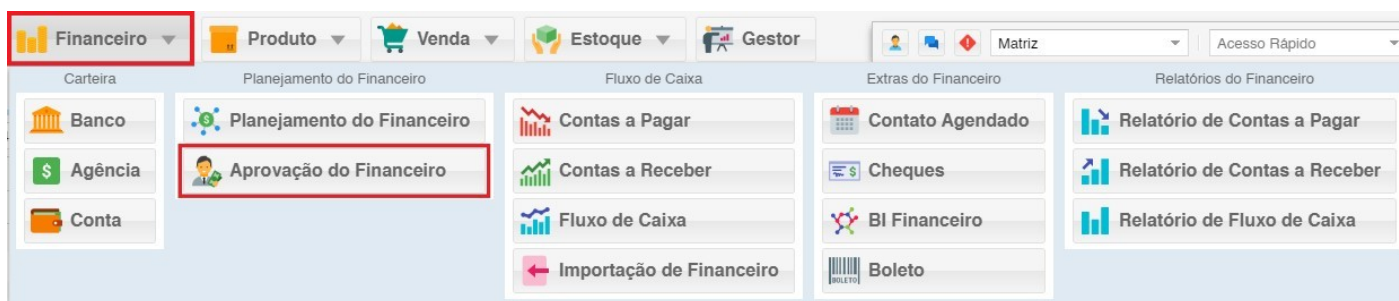 Financeiro Produto Venda Estoque Gestor Matriz Acesso Rápido
Carteira Planejamento do Financeiro Fluxo de Caixa Extras do Financeiro Relatórios do Financeiro
Banco Planejamento do Financeiro Contas a Pagar Contato Agendado Relatório de Contas a Pagar
Agência Aprovação do Financeiro Contas a Receber Cheques Relatório de Contas a Receber
Conta Fluxo de Caixa BI Financeiro Relatório de Fluxo de Caixa
Importação de Financeiro BOLETO Boleto